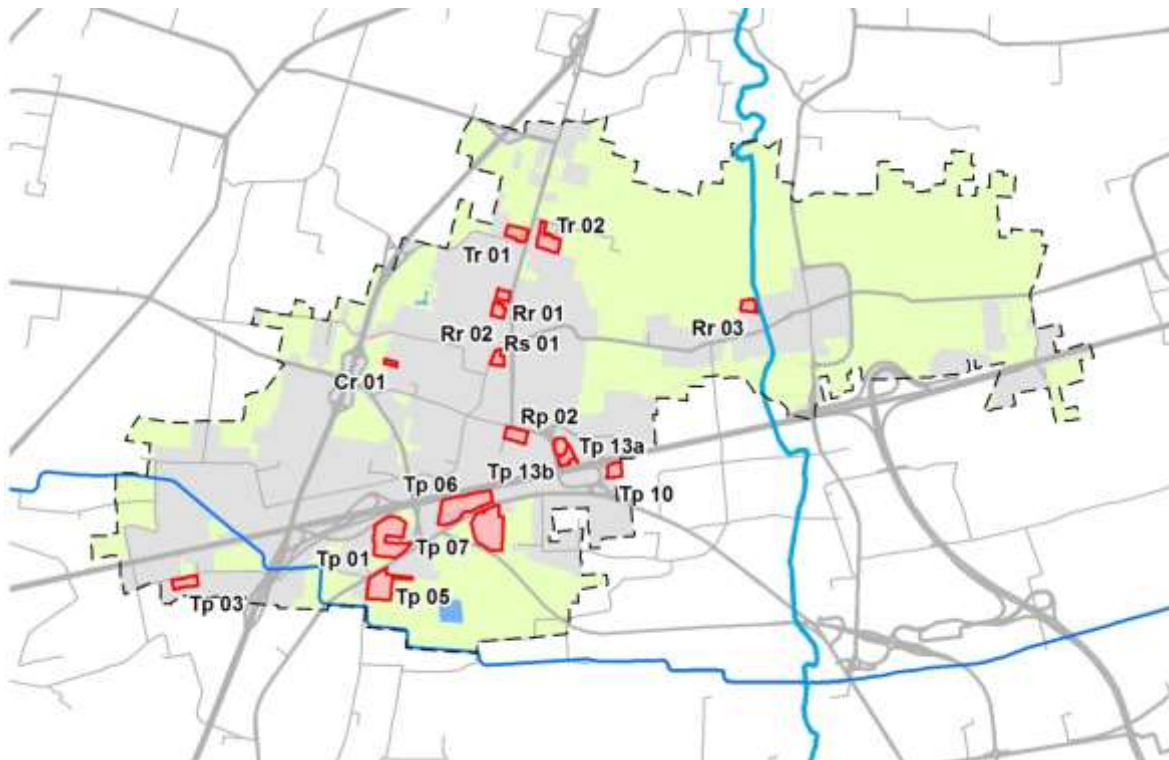 Tr 02
Tr 01
Rr 01
Rr 03
Rr 02
Rs 01
Cr 01
Rp 02
Tp 13a
Tp 13b
Tp 06
Tp 10
Tp 07
Tp 01
Tp 05
Tp 03